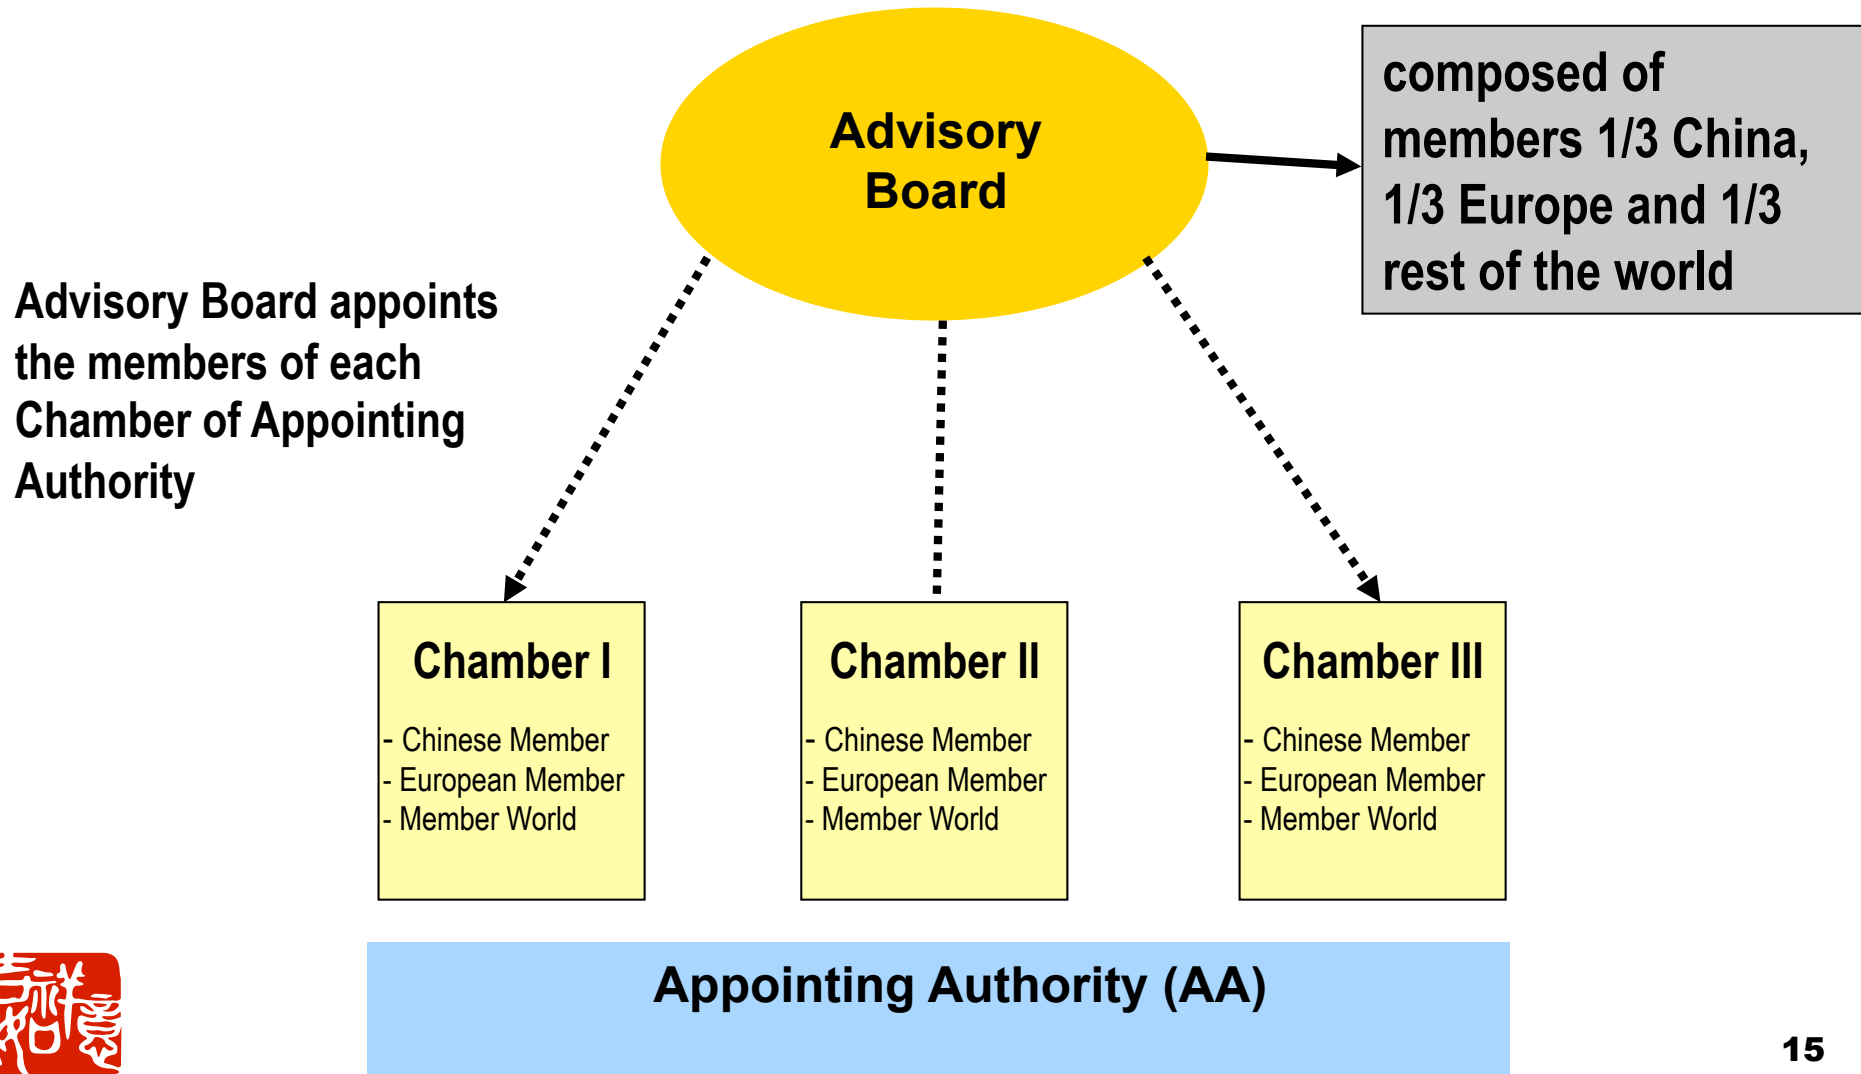 Advisory
Board
composed of
members 1/3 China,
1/3 Europe and 1/3
rest of the world
Advisory Board appoints
the members of each
Chamber of Appointing
Authority
Chamber I
- Chinese Member
- European Member
- Member World
Chamber II
- Chinese Member
- European Member
- Member World
Chamber III
- Chinese Member
- European Member
- Member World
Appointing Authority (AA)
15